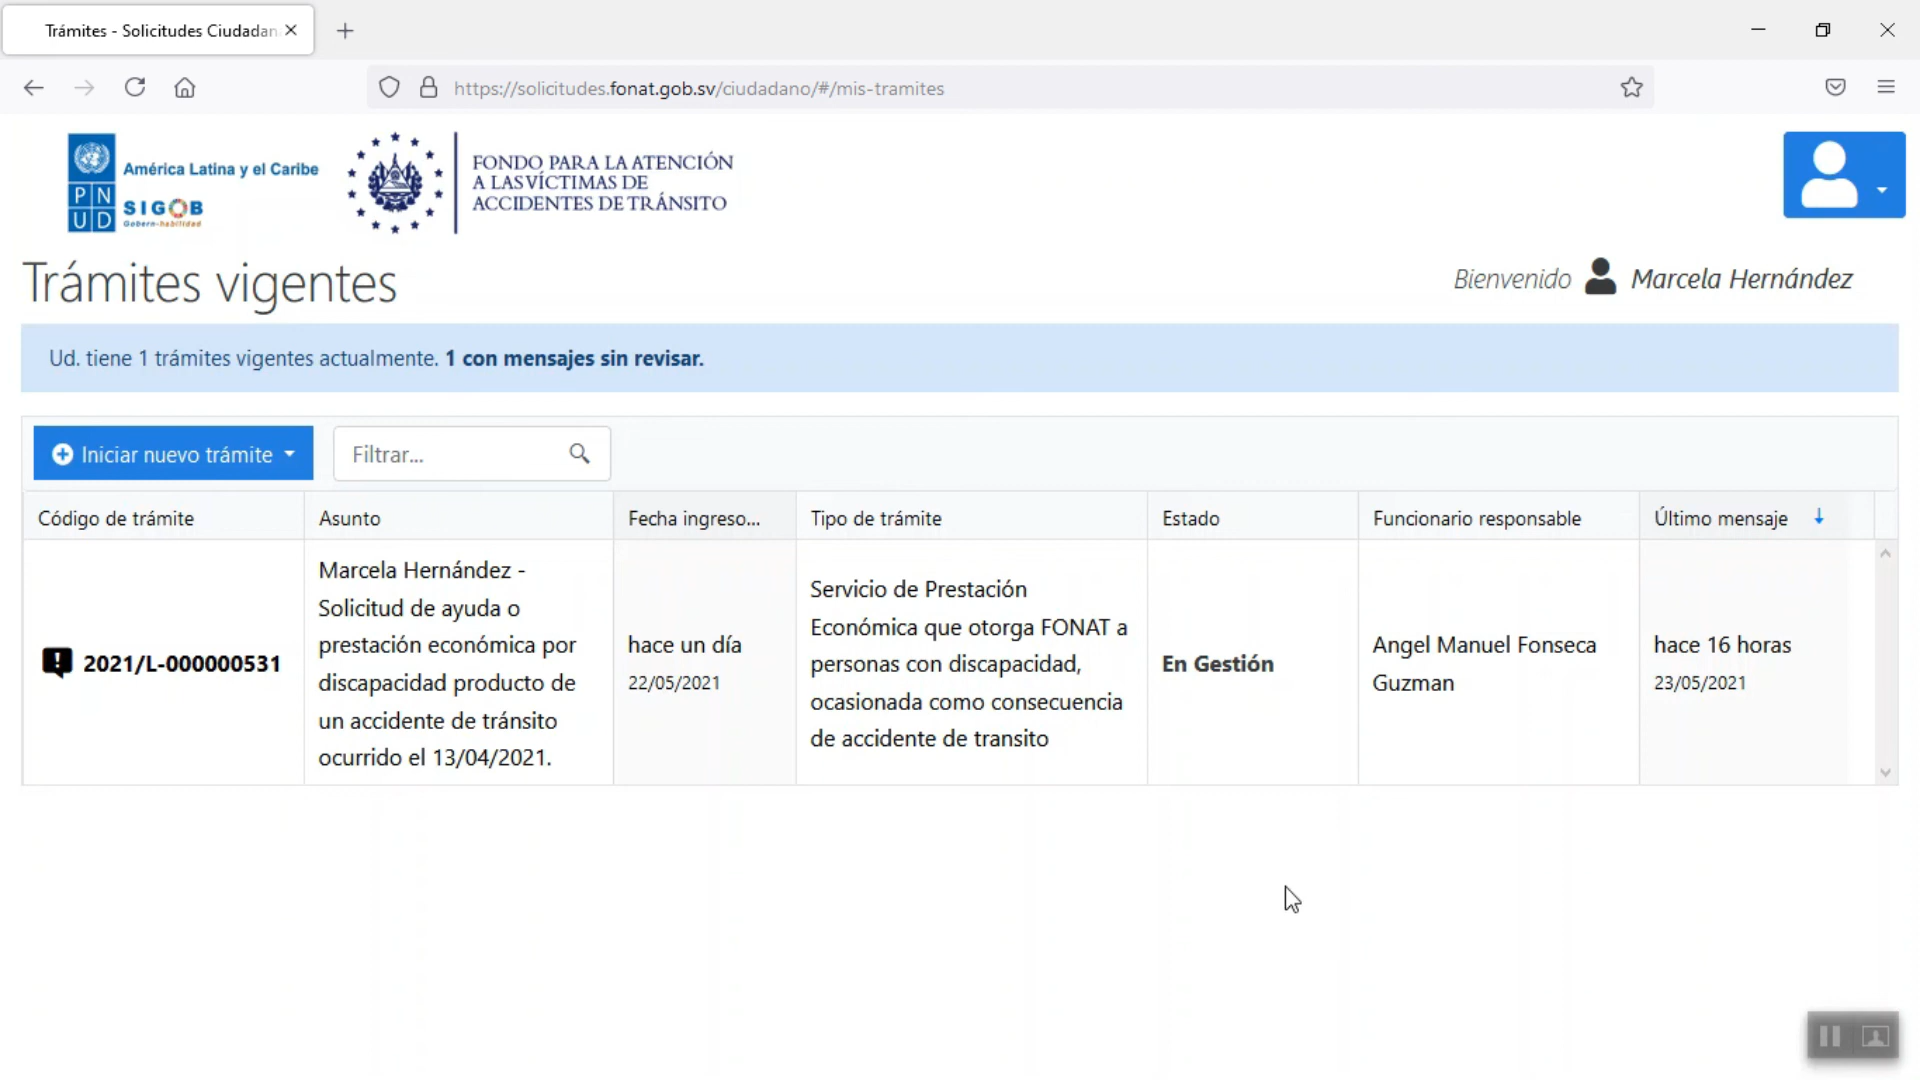 Trámites - Solicitudes Ciudadan
https://solicitudes.fonat.gob.sv/ciudadano/#/mis-tramites
PNUD
América Latina y el Caribe
SIGOB
Gobern-habilidad
FONDO PARA LA ATENCIÓN
A LAS VÍCTIMAS DE
ACCIDENTES DE TRÁNSITO
Trámites vigentes
Bienvenido Marcela Hernández
Ud. tiene 1 trámites vigentes actualmente. 1 con mensajes sin revisar.
Iniciar nuevo trámite
Filtrar...
Código de trámite
Asunto
Fecha ingreso...
Tipo de trámite
Estado
Funcionario responsable
Último mensaje
2021/L-000000531
Marcela Hernández -
Solicitud de ayuda o
prestación económica por
discapacidad producto de
un accidente de tránsito
ocurrido el 13/04/2021.
hace un día
22/05/2021
Servicio de Prestación
Económica que otorga FONAT a
personas con discapacidad,
ocasionada como consecuencia
de accidente de transito
En Gestión
Angel Manuel Fonseca
Guzman
hace 16 horas
23/05/2021